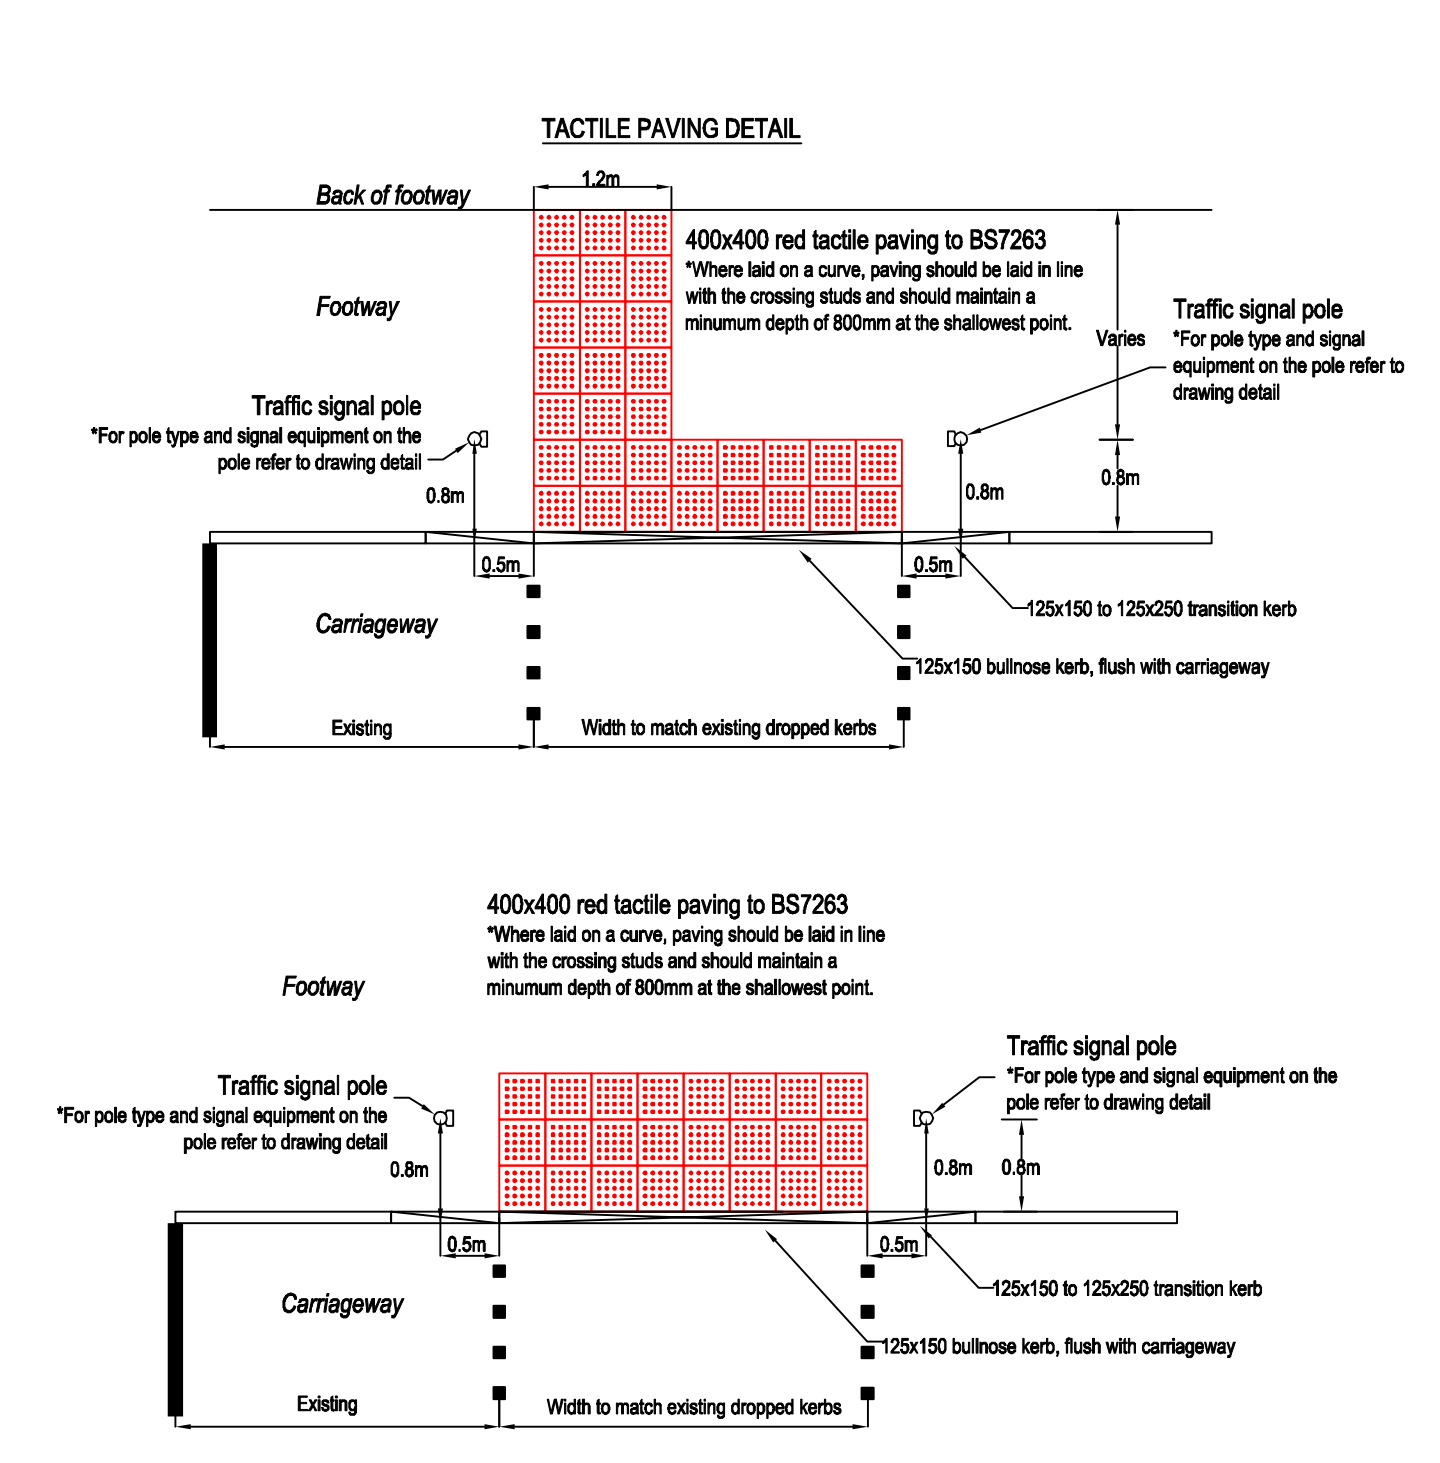 TACTILE PAVING DETAIL
1.2m
Back of footway
400x400 red tactile paving to BS7263
*Where laid on a curve, paving should be laid in line
with the crossing studs and should maintain a
minumum depth of 800mm at the shallowest point.
Footway
Traffic signal pole
*For pole type and signal
equipment on the pole refer to
drawing detail
Varies
Traffic signal pole
*For pole type and signal equipment on the
pole refer to drawing detail
0.8m
0.8m
0.8m
0.5m
0.5m
125x150 to 125x250 transition kerb
Carriageway
125x150 bullnose kerb, flush with carriageway
Existing
Width to match existing dropped kerbs
400x400 red tactile paving to BS7263
*Where laid on a curve, paving should be laid in line
with the crossing studs and should maintain a
minumum depth of 800mm at the shallowest point.
Footway
Traffic signal pole
*For pole type and signal equipment on the
pole refer to drawing detail
Traffic signal pole
*For pole type and signal equipment on the
pole refer to drawing detail
0.8m
0.8m
0.8m
0.5m
0.5m
125x150 to 125x250 transition kerb
Carriageway
125x150 bullnose kerb, flush with carriageway
Existing
Width to match existing dropped kerbs